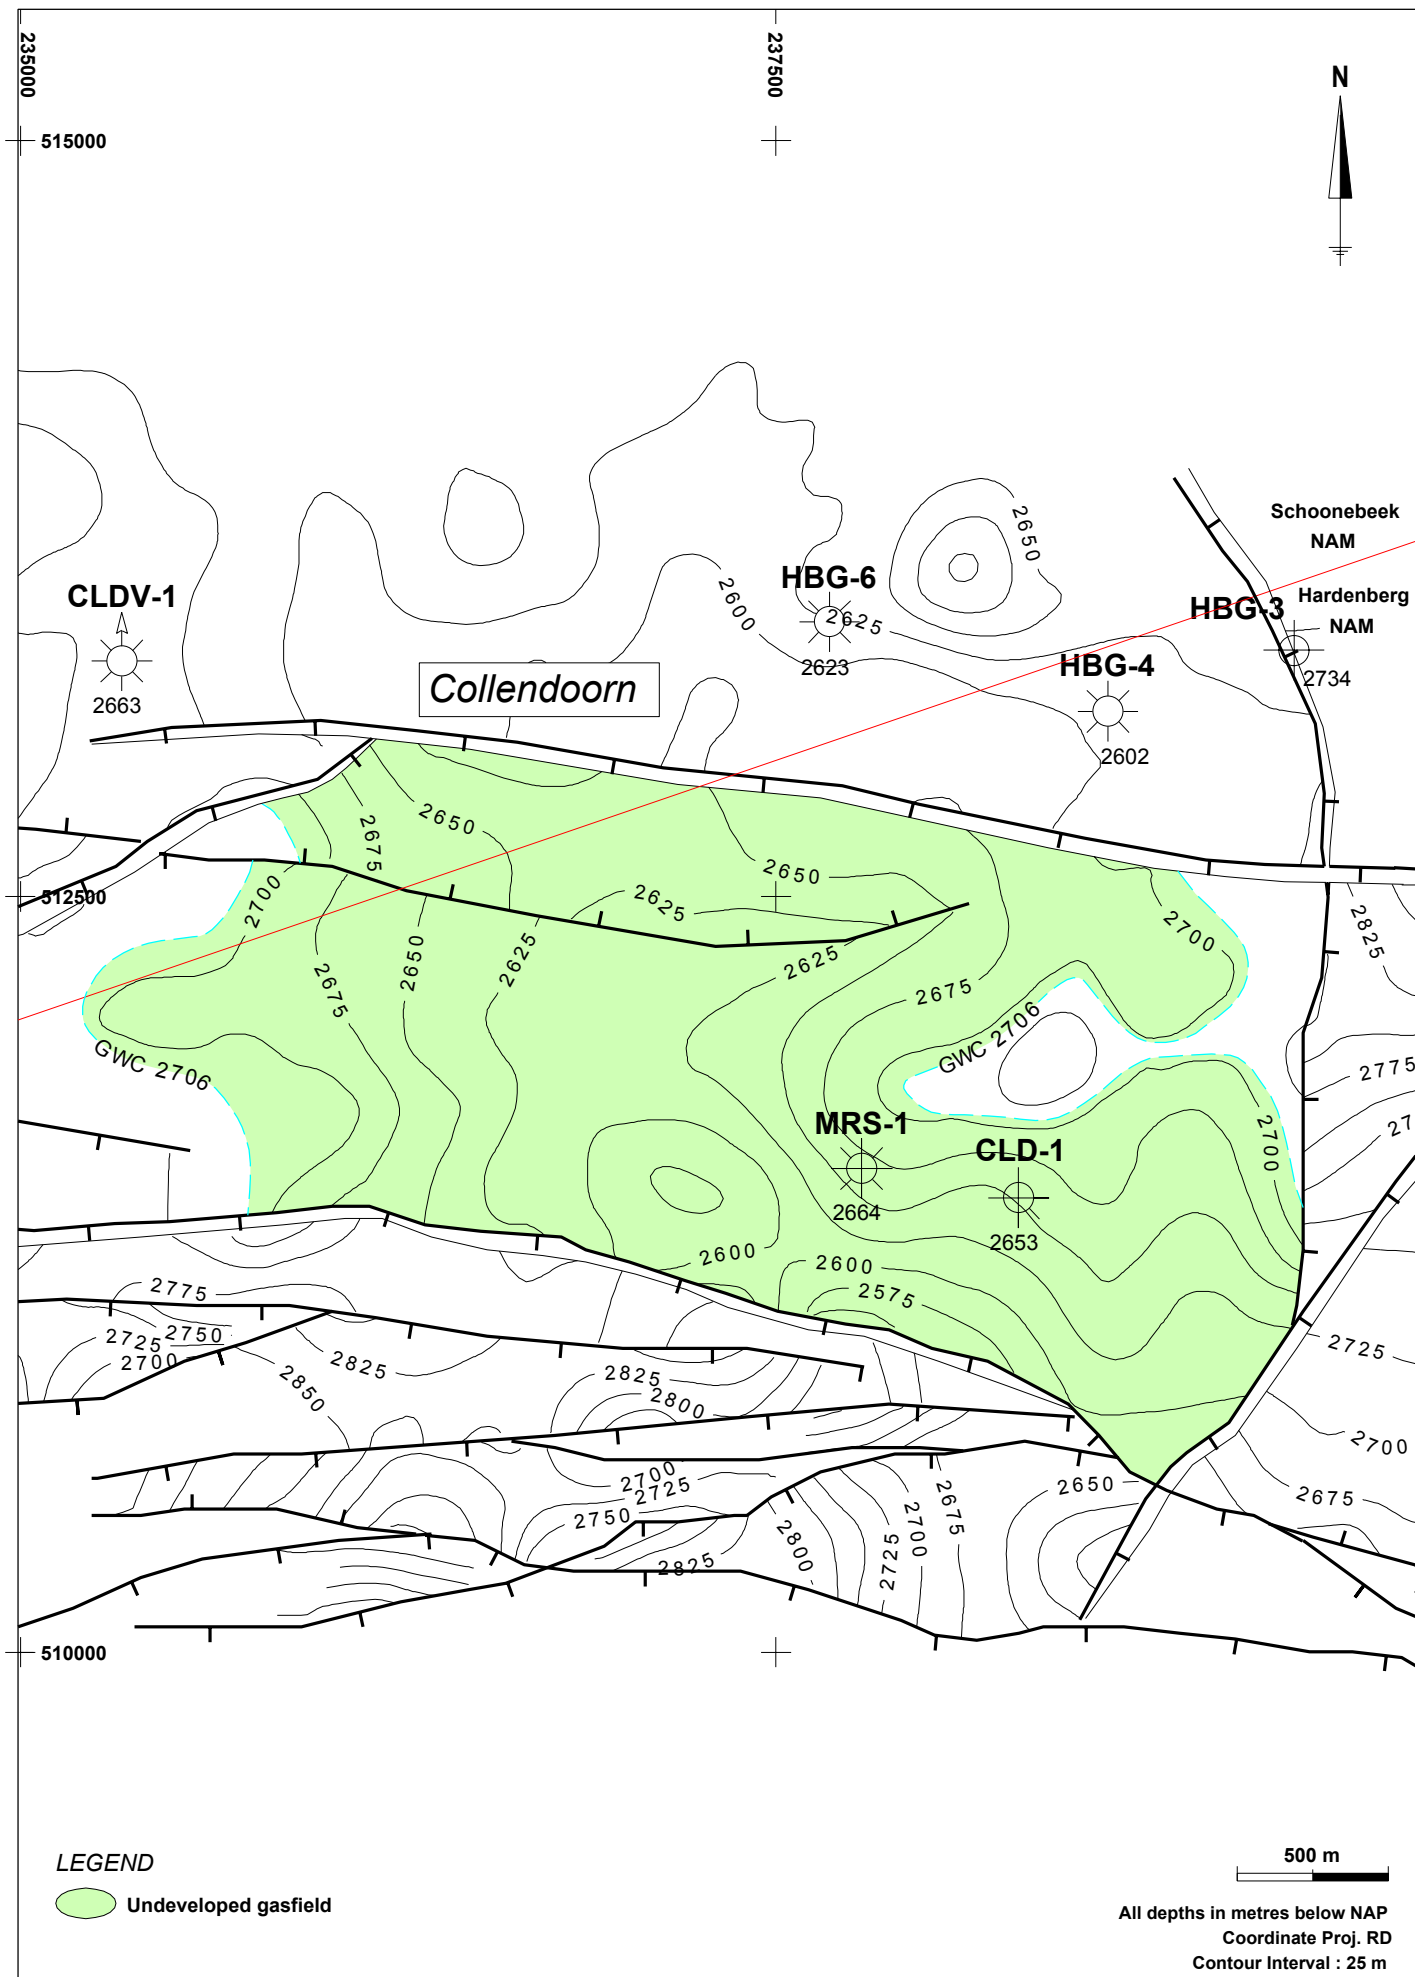 235000
237500
N
515000
2650
Schoonebeek
NAM
HBG-6
CLDV-1
Hardenberg
NAM
HBG-3
2600
2625
2623
HBG-4
2734
2663
Collendoorn
2602
2650
2675
2650
512500
2700
2625
2700
2825
2650
2625
2625
2675
2675
GWC 2706
GWC 2706
2775
27
MRS-1
CLD-1
2700
2664
2653
2600
2600
2775
2575
2725
2750
2700
2725
2825
2850
2825
2800
2700
2700
2725
2650
2675
2750
2800
2725
2700
2675
2825
510000
LEGEND
Undeveloped gasfield
500 m
All depths in metres below NAP
Coordinate Proj. RD
Contour Interval : 25 m